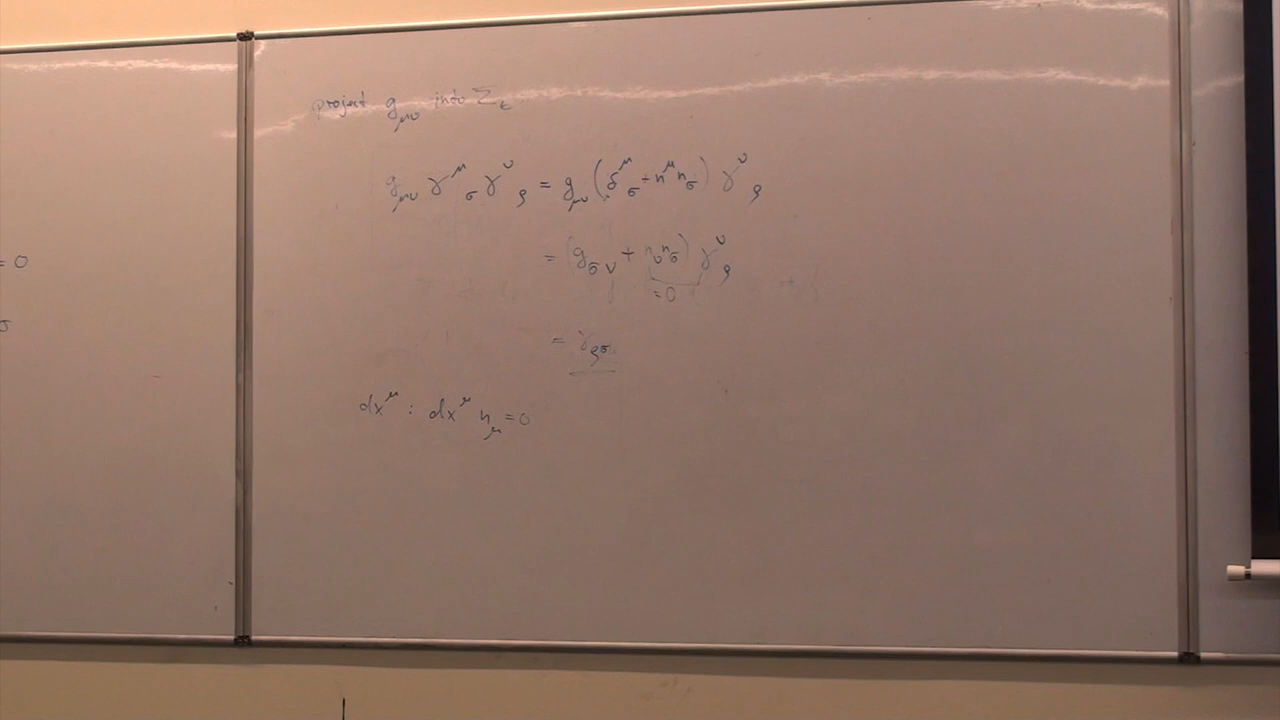 = 0
σ
project g_μν into Σ_t
g_μν γ^μ_σ γ^ν_ρ = g_μν (δ^μ_σ + n^μ n_σ) γ^ν_ρ
= (g_σν + n_ν n_σ) γ^ν_ρ
= 0
= γ_ρσ
dx^μ : dx^μ n_μ = 0